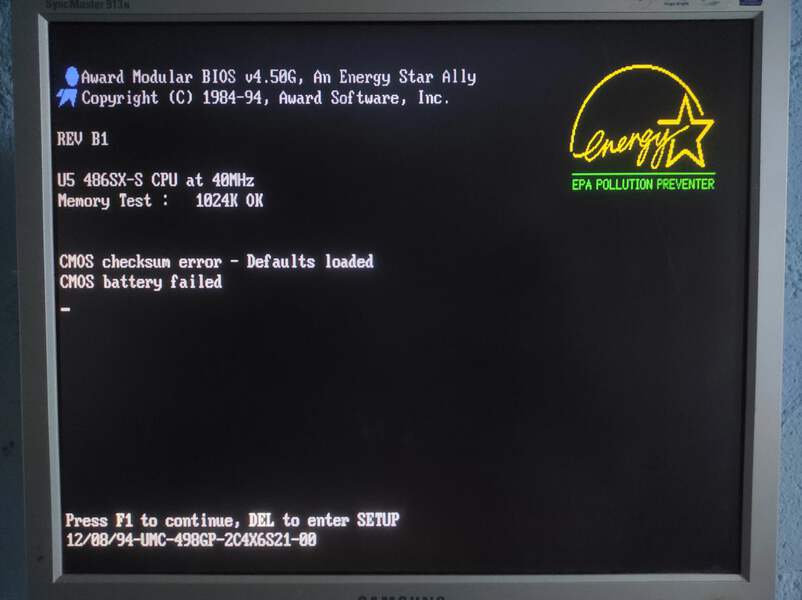 SyncMaster 913n
Award Modular BIOS v4.50G, An Energy Star Ally
Copyright (C) 1984-94, Award Software, Inc.
energy
EPA POLLUTION PREVENTER
REV B1
U5 486SX-S CPU at 40MHz
Memory Test :   1024K OK
CMOS checksum error - Defaults loaded
CMOS battery failed
Press F1 to continue, DEL to enter SETUP
12/08/94-UMC-498GP-2C4X6S21-00
SAMSUNG